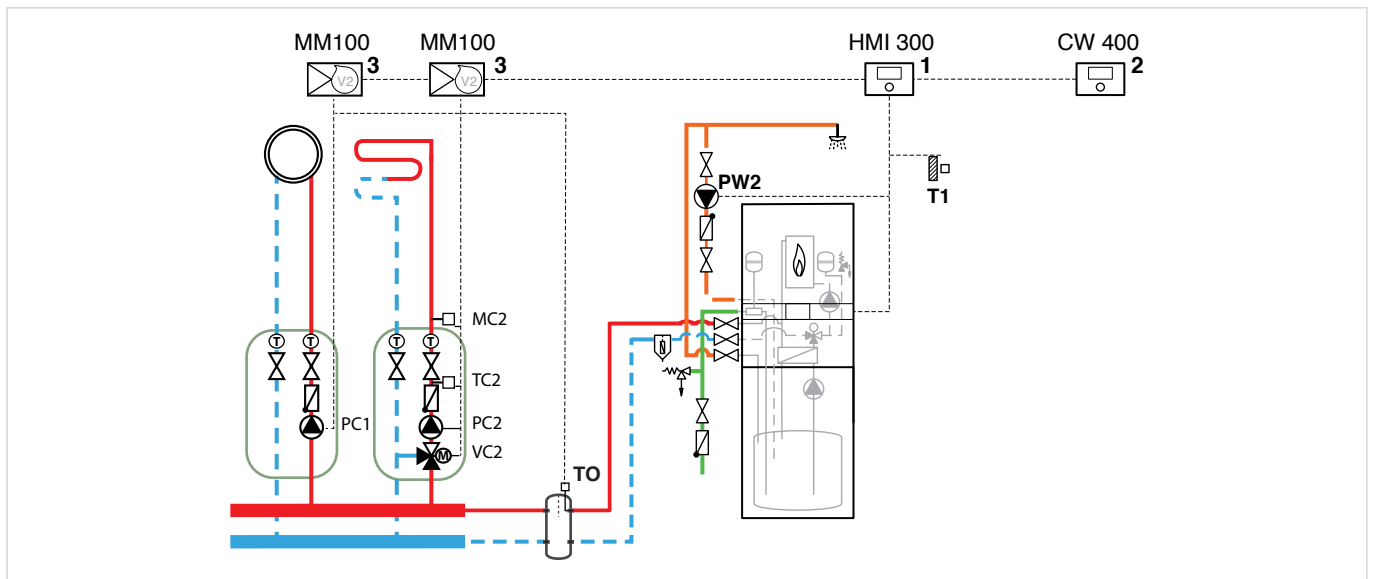 MM100 MM100 HMI 300 CW 400
3 3 1 2
V2 V2
PW2
T1
MC2
T T T T
TC2
PC1 PC2
M VC2
TO